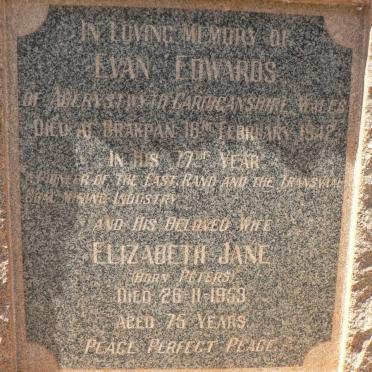 IN LOVING MEMORY OF
EVAN EDWARDS
OF ABERYSTWYTH CARDIGANSHIRE WALES
DIED AT BRAKPAN 18TH FEBRUARY 1942
IN HIS 77TH YEAR
A PIONEER OF THE EAST RAND AND THE TRANSVAAL
COAL MINING INDUSTRY
AND HIS BELOVED WIFE
ELIZABETH JANE
(BORN PETERS)
DIED 26-11-1953
AGED 75 YEARS
PEACE PERFECT PEACE